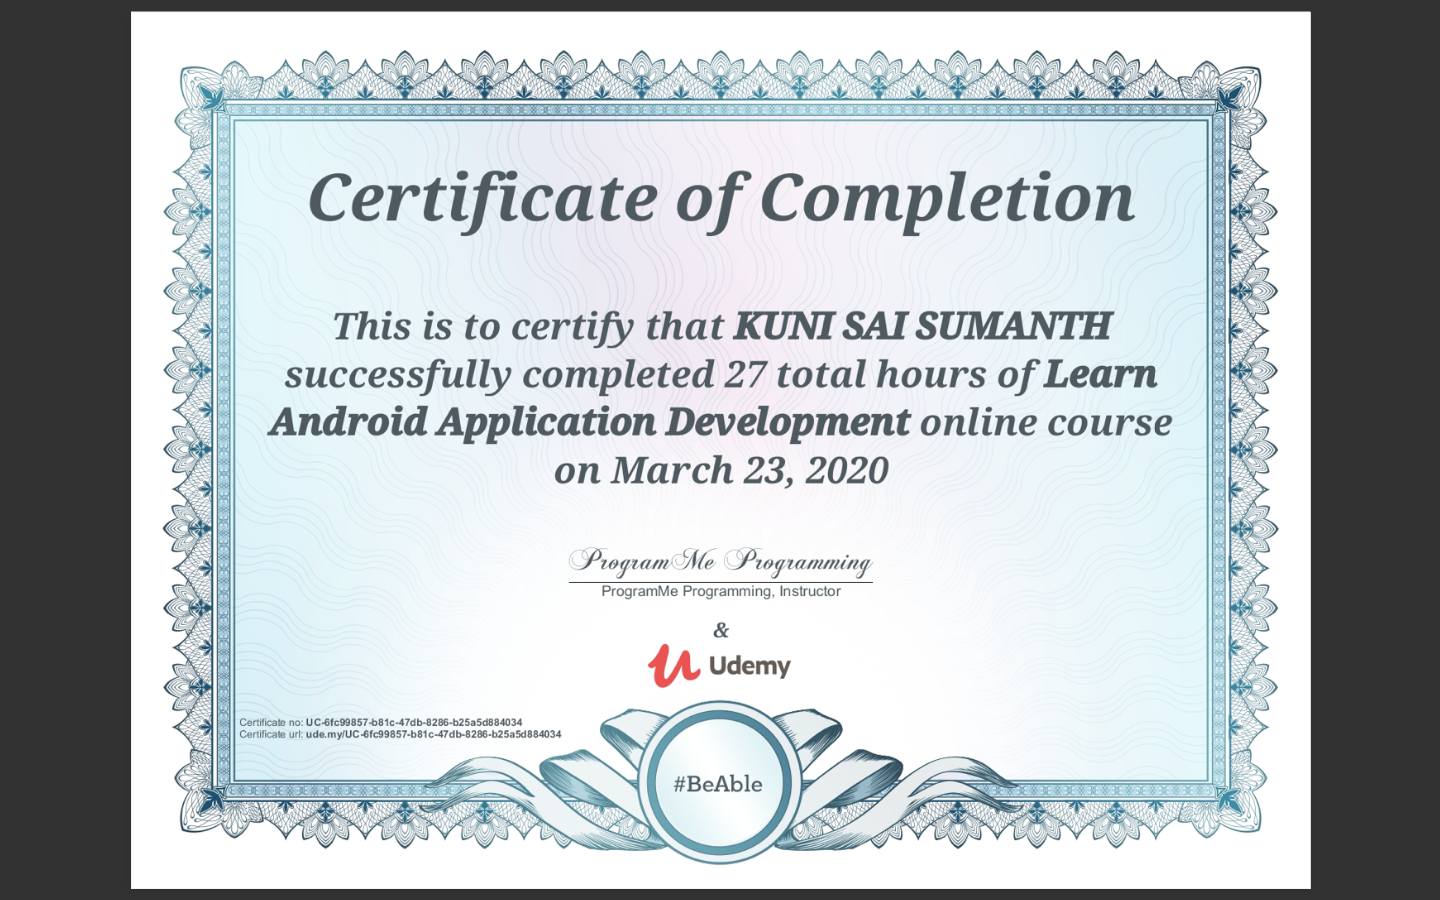 Certificate of Completion
This is to certify that KUNI SAI SUMANTH
successfully completed 27 total hours of Learn
Android Application Development online course
on March 23, 2020
ProgramMe Programming
ProgramMe Programming, Instructor
&
Udemy
Certificate no: UC-6fc99857-b81c-47db-8286-b25a5d884034
Certificate url: ude.my/UC-6fc99857-b81c-47db-8286-b25a5d884034
#BeAble